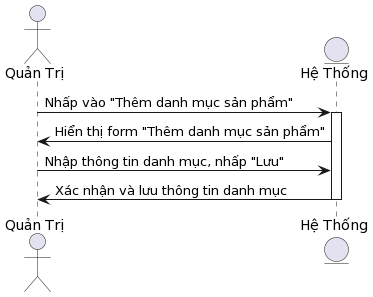 Quản Trị
Hệ Thống
Nhấp vào "Thêm danh mục sản phẩm"
Hiển thị form "Thêm danh mục sản phẩm"
Nhập thông tin danh mục, nhấp "Lưu"
Xác nhận và lưu thông tin danh mục
Quản Trị
Hệ Thống